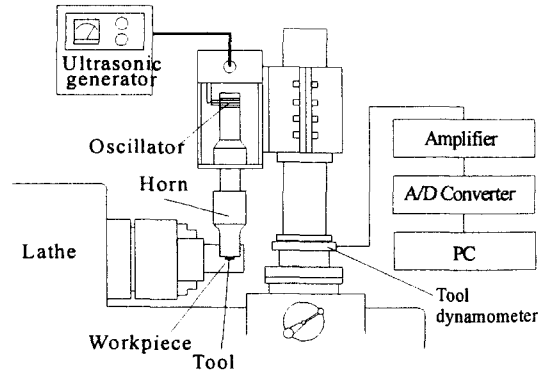 Ultrasonic
generator
Oscillator
Horn
Lathe
Workpiece
Tool
Amplifier
A/D Converter
PC
Tool
dynamometer